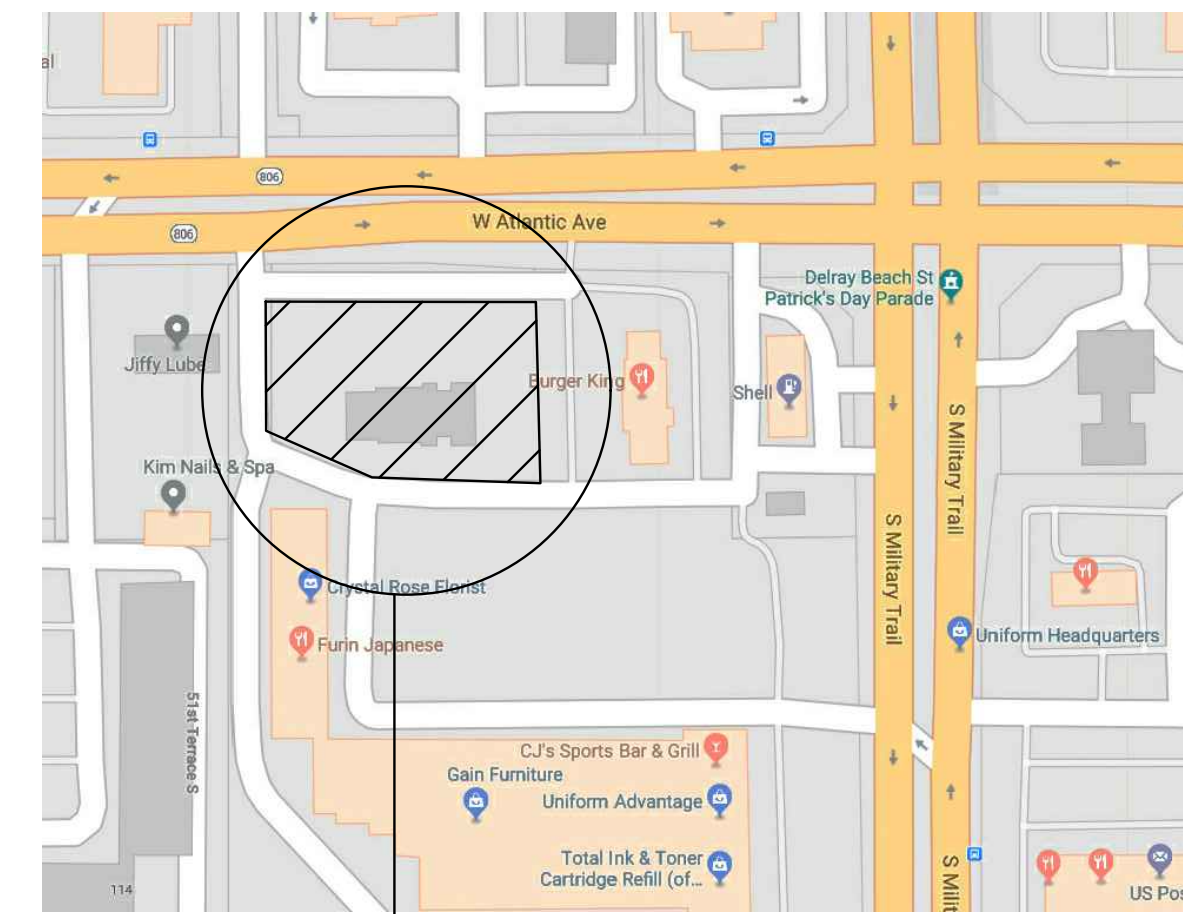 al
806
W Atlantic Ave
806
Delray Beach St
Patrick's Day Parade
Jiffy Lube
Burger King
Shell
S Military Trail
Kim Nails & Spa
S Military Trail
Crystal Rose Florist
Furin Japanese
Uniform Headquarters
51st Terrace S
CJ's Sports Bar & Grill
Gain Furniture
Uniform Advantage
Total Ink & Toner
Cartridge Refill (of...
S Milit
114
US Pos